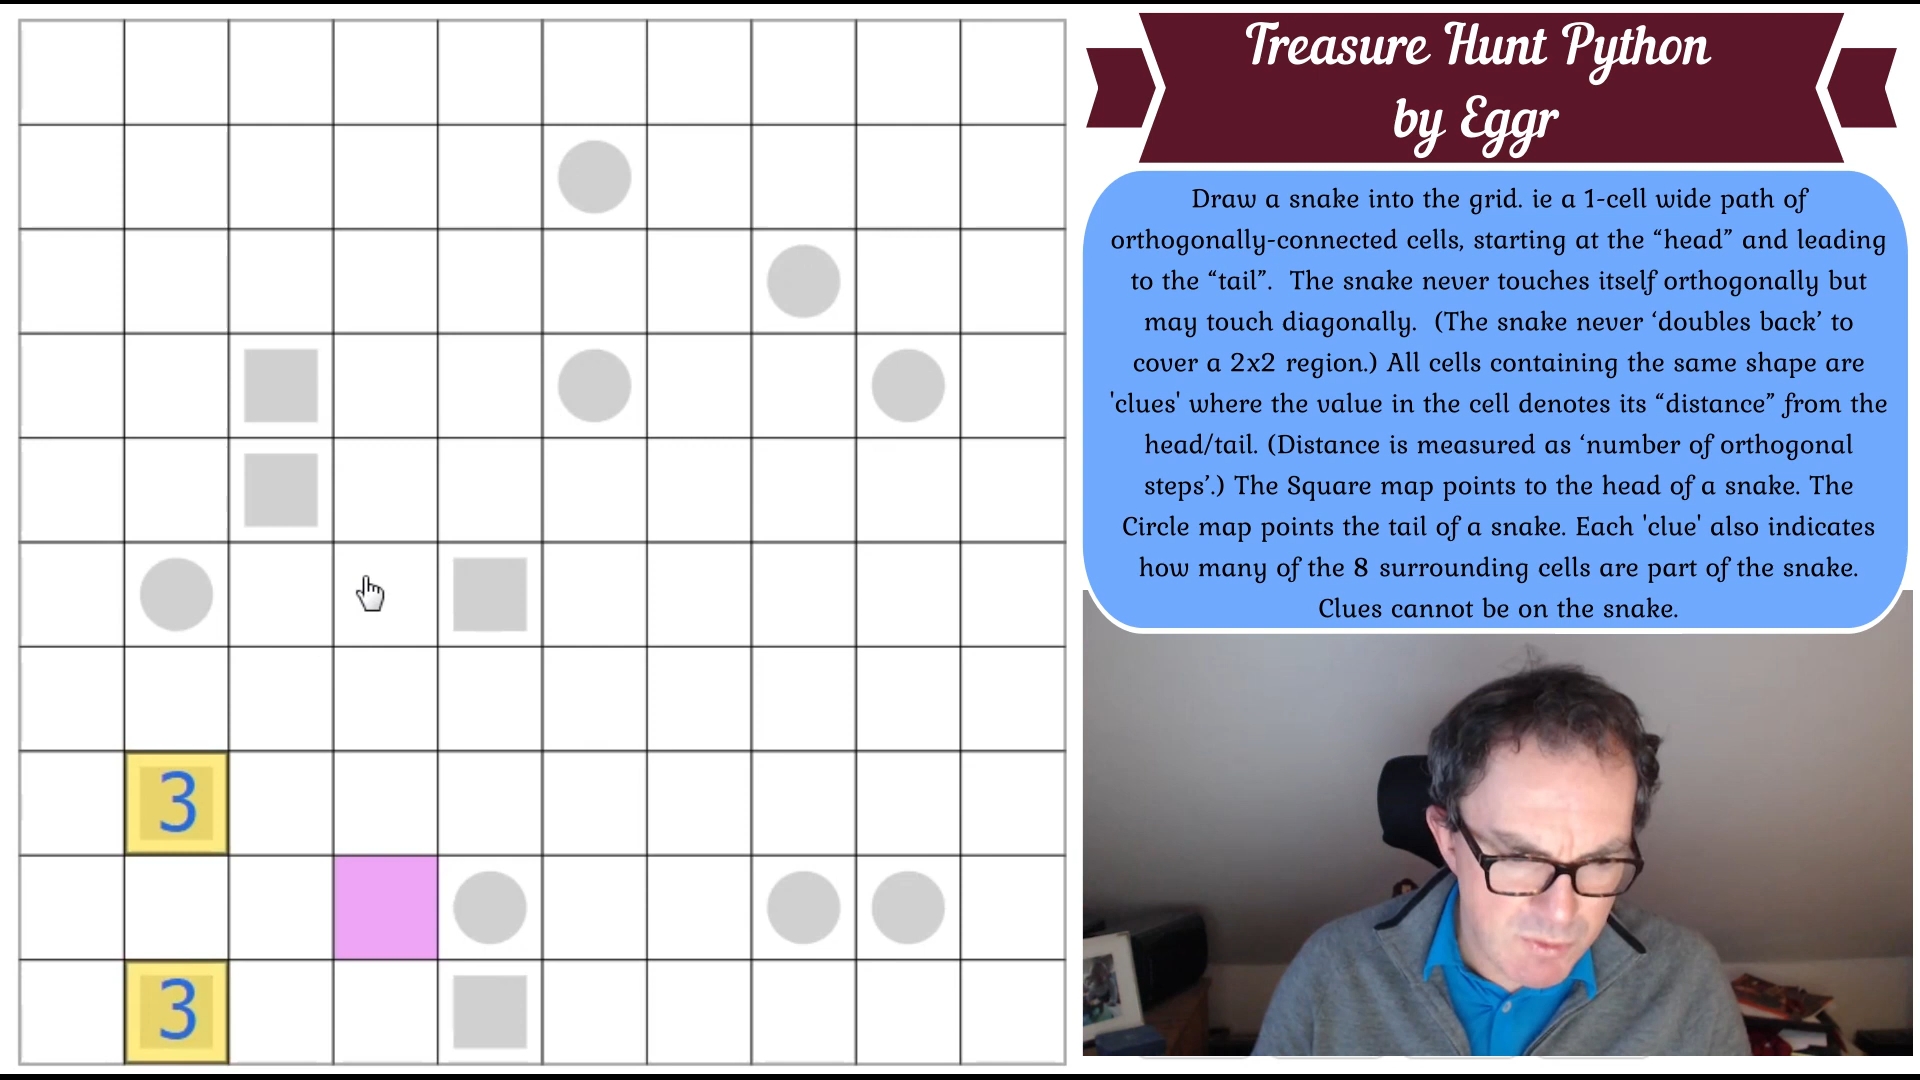 Treasure Hunt Python
by Eggr
Draw a snake into the grid. ie a 1-cell wide path of
orthogonally-connected cells, starting at the “head” and leading
to the “tail”. The snake never touches itself orthogonally but
may touch diagonally. (The snake never ‘doubles back’ to
cover a 2x2 region.) All cells containing the same shape are
'clues' where the value in the cell denotes its “distance” from the
head/tail. (Distance is measured as ‘number of orthogonal
steps’.) The Square map points to the head of a snake. The
Circle map points the tail of a snake. Each 'clue' also indicates
how many of the 8 surrounding cells are part of the snake.
Clues cannot be on the snake.
3
3